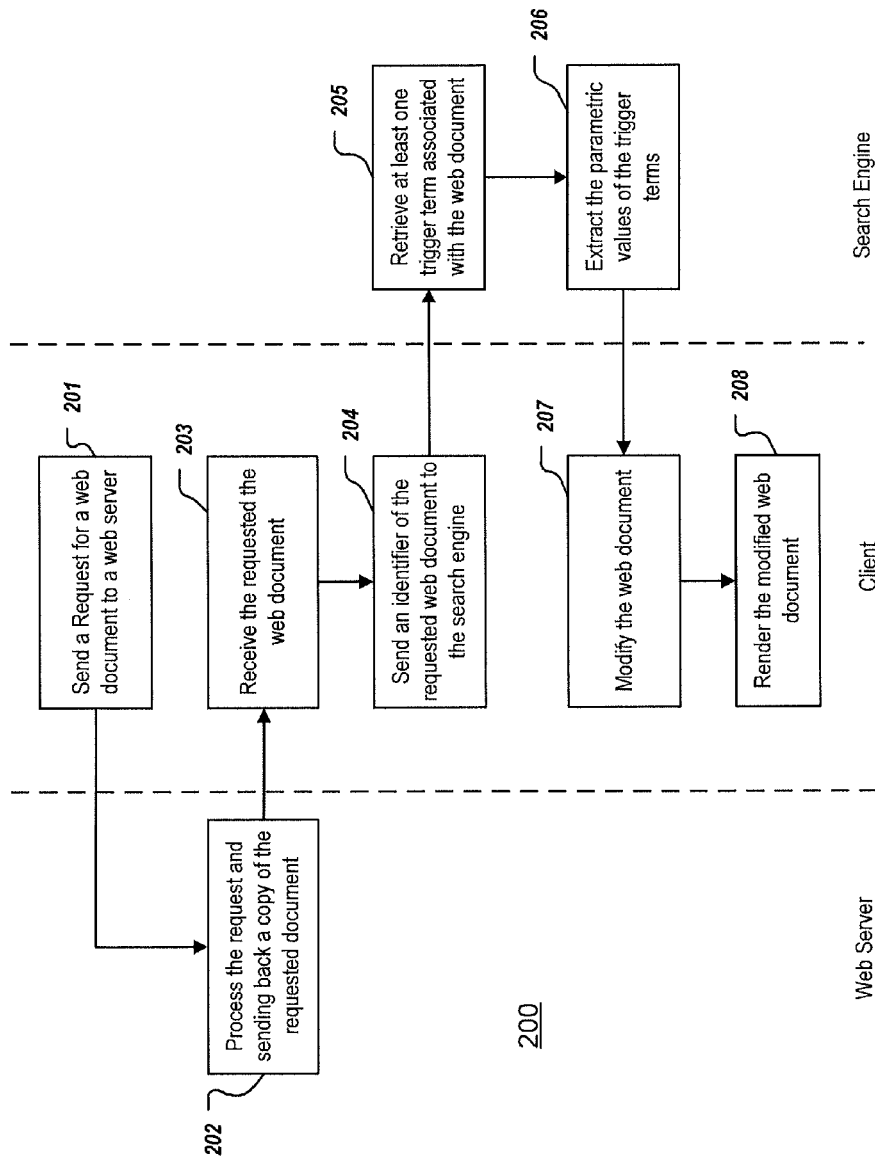 201
Send a Request for a web
document to a web server
202
Process the request and
sending back a copy of the
requested document
203
Receive the requested the
web document
204
Send an identifier of the
requested web document to
the search engine
205
Retrieve at least one
trigger term associated
with the web document
206
Extract the parametric
values of the trigger
terms
207
Modify the web document
208
Render the modified web
document
200
Web Server
Client
Search Engine